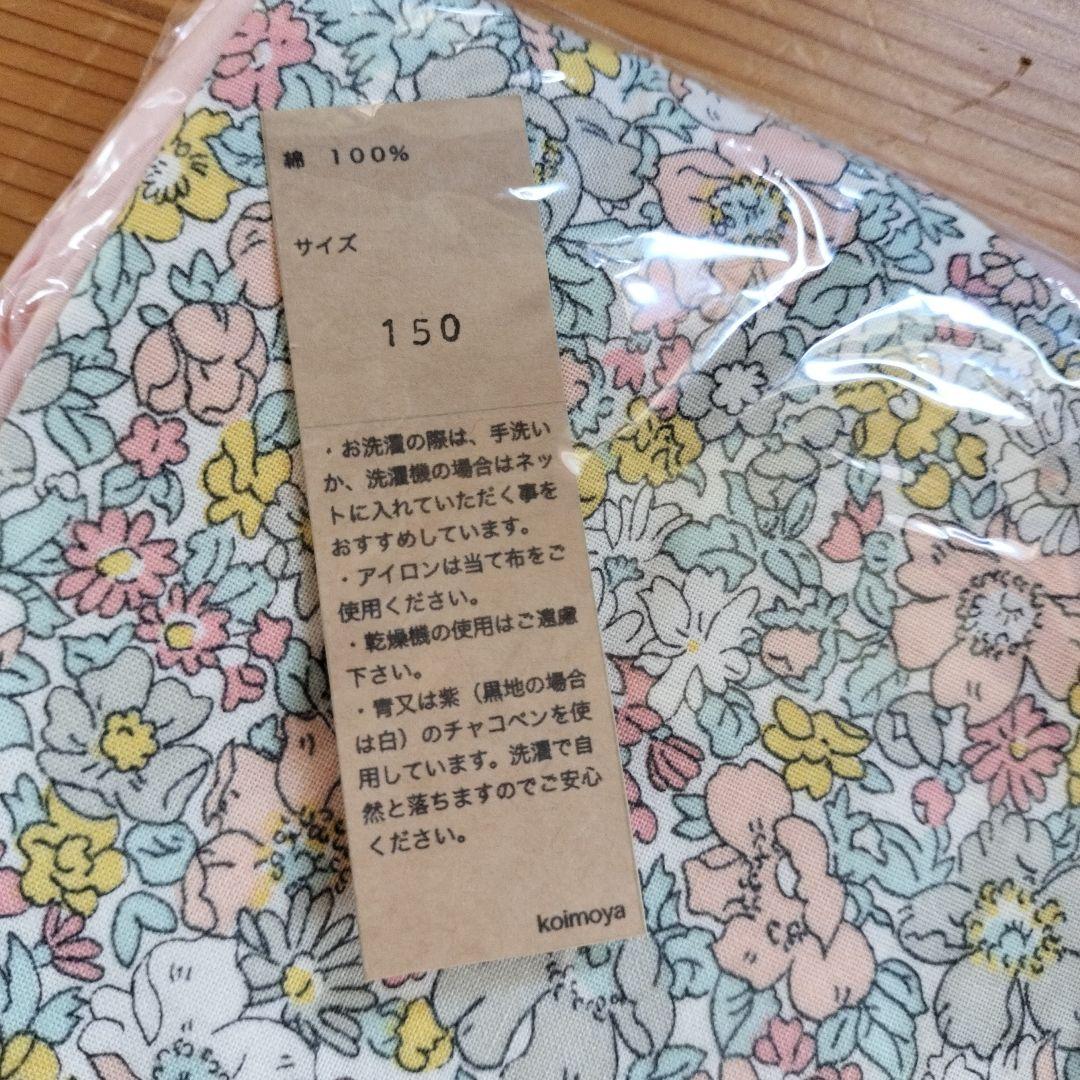 綿　100%
サイズ
150
・お洗濯の際は、手洗い
か、洗濯機の場合はネッ
トに入れていただく事を
おすすめしています。
・アイロンは当て布をご
使用ください。
・乾燥機の使用はご遠慮
下さい。
・青又は紫（黒地の場合
は白）のチャコペンを使
用しています。洗濯で自
然と落ちますのでご安心
ください。
koimoya